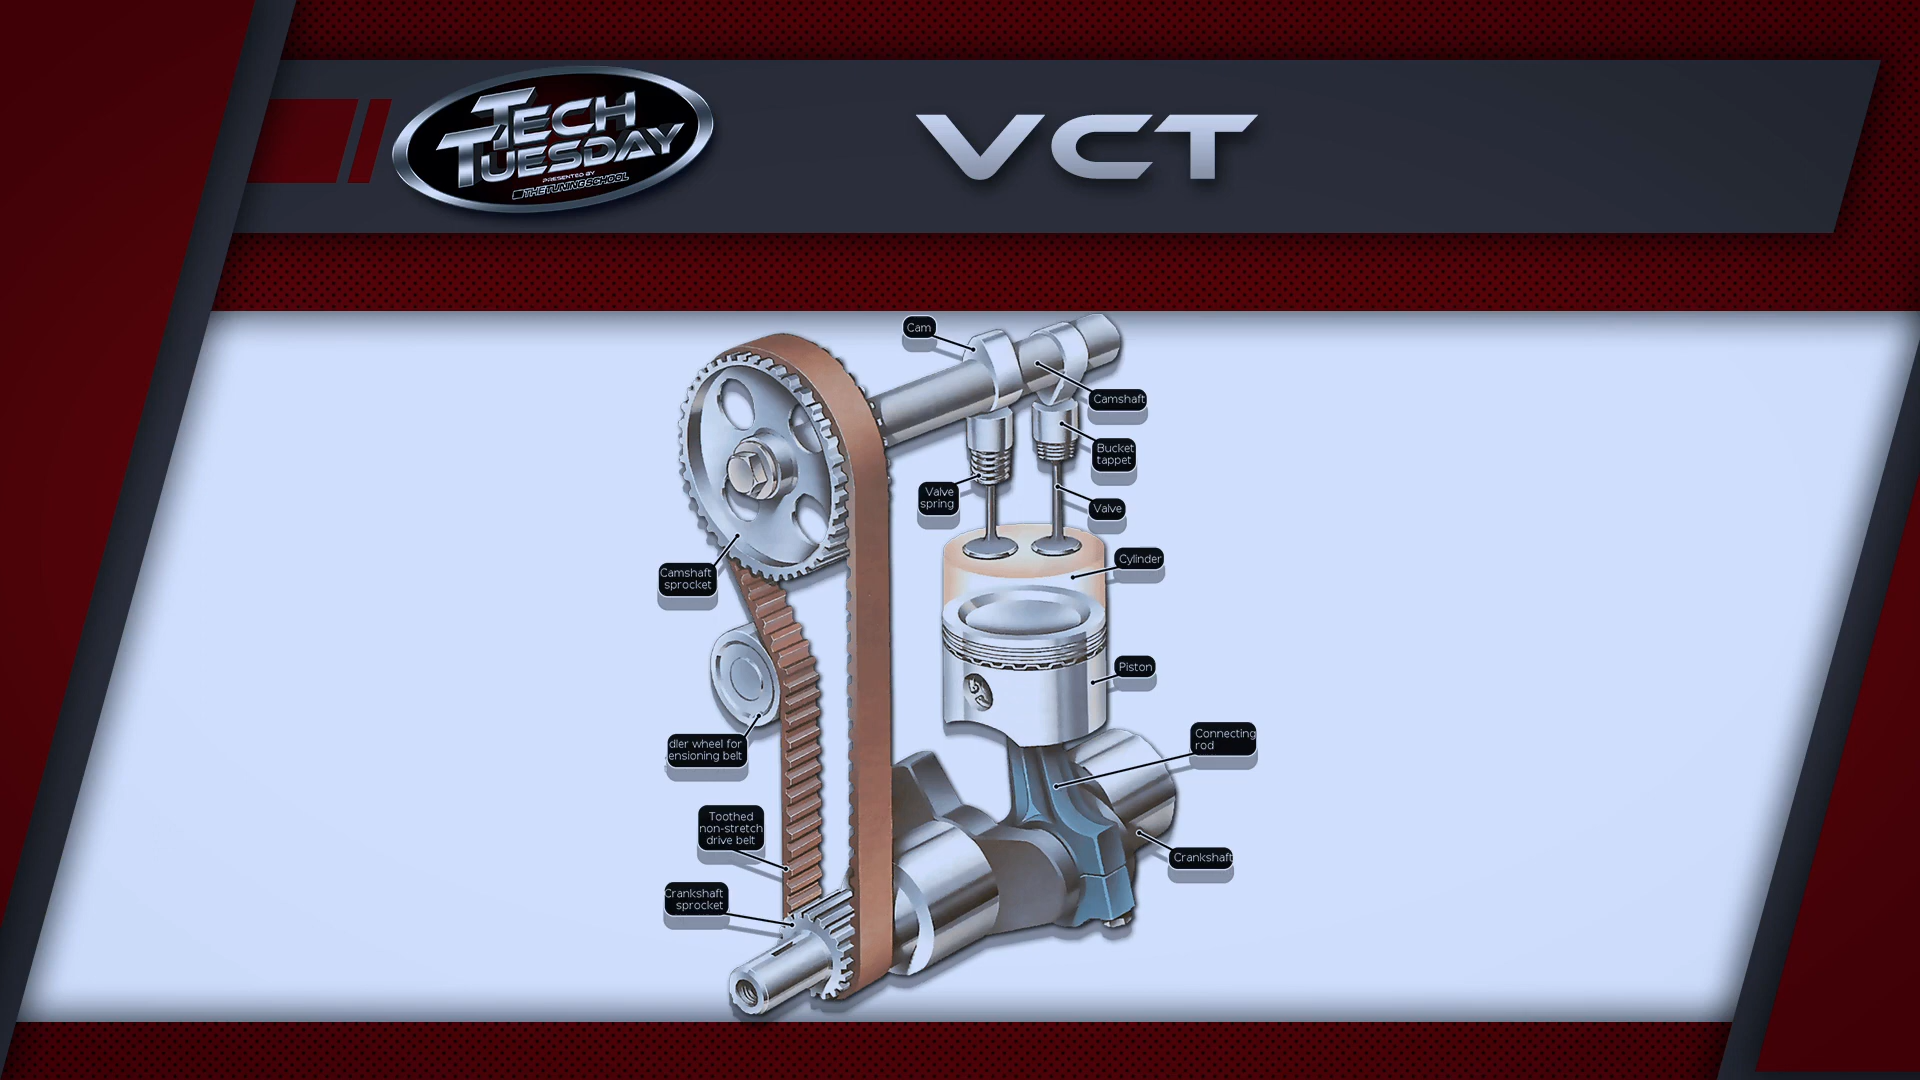 TECH
TUESDAY
PRESENTED BY
THETUNINGSCHOOL
VCT
Cam
Camshaft
Bucket
tappet
Valve
spring
Valve
Cylinder
Camshaft
sprocket
Piston
Connecting
rod
dler wheel for
ensioning belt
Toothed
non-stretch
drive belt
Crankshaft
Crankshaft
sprocket